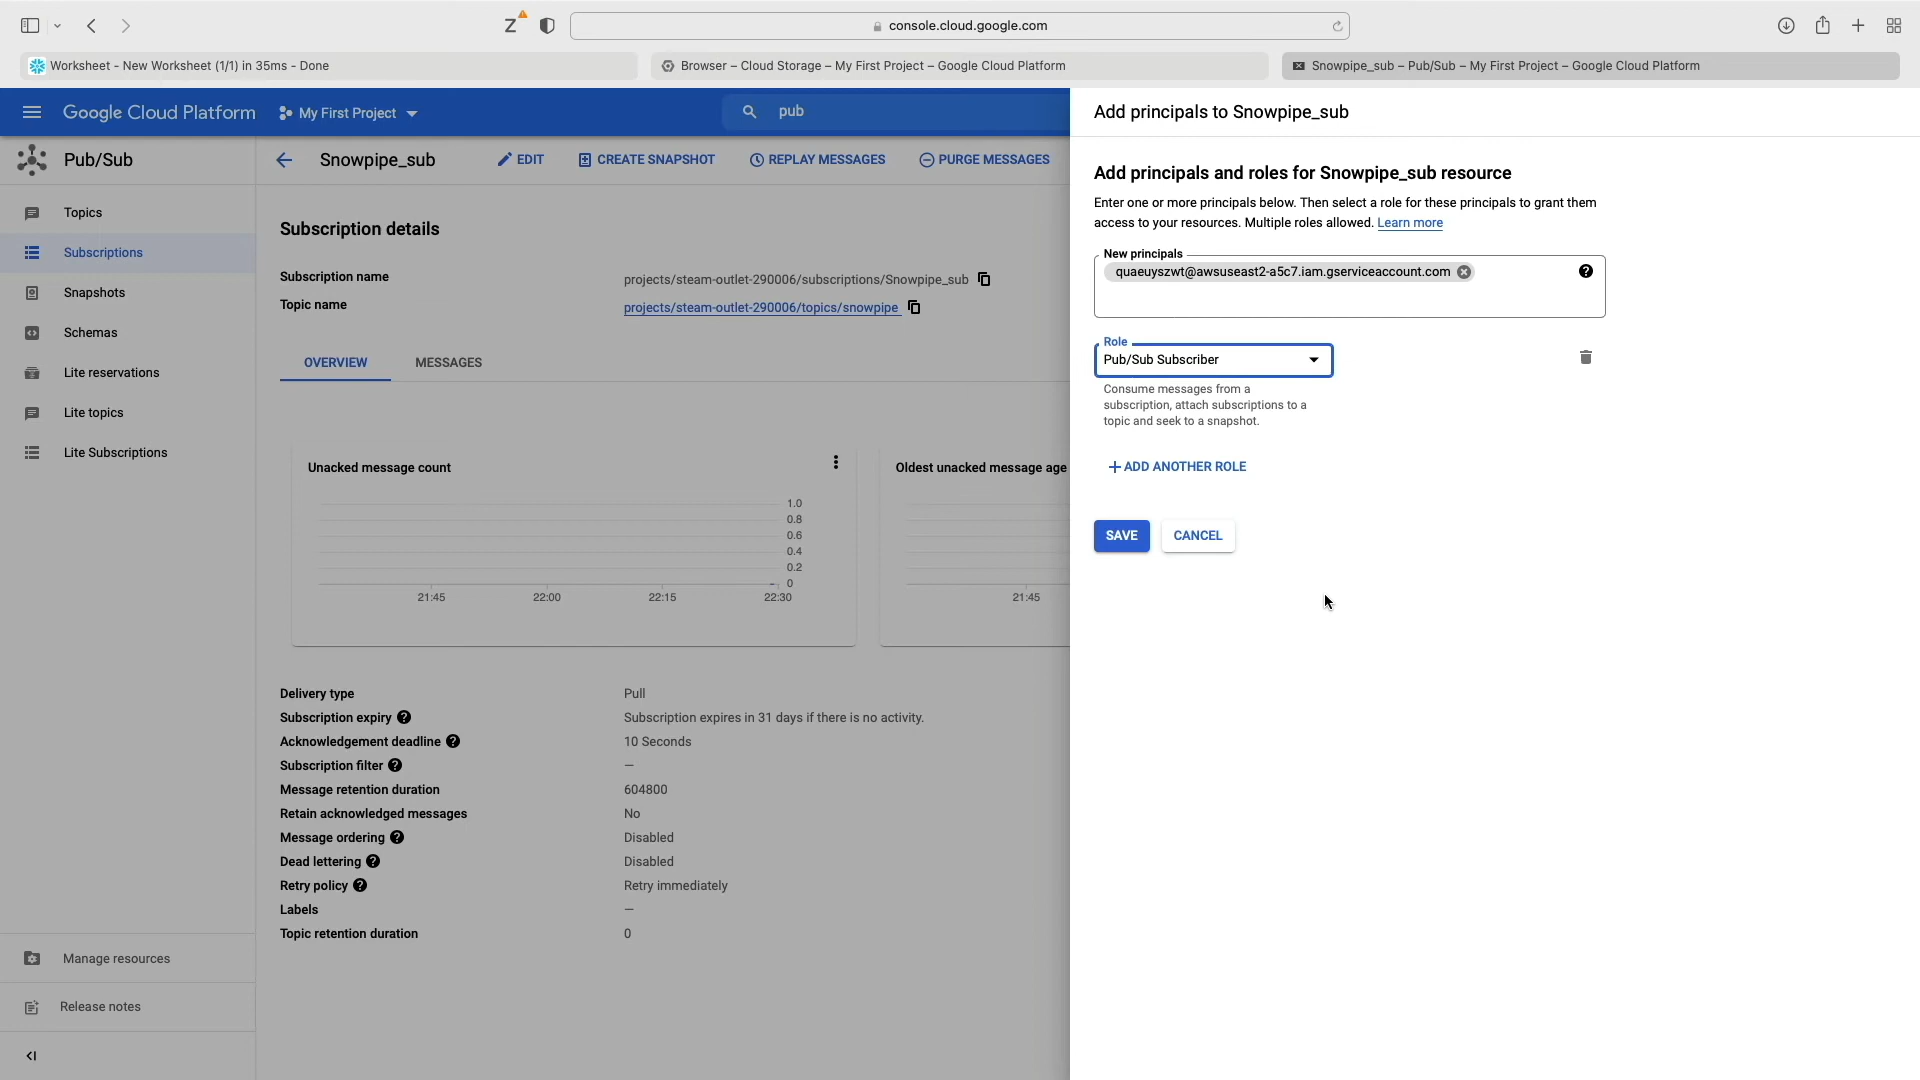 console.cloud.google.com
Worksheet - New Worksheet (1/1) in 35ms - Done
Browser – Cloud Storage – My First Project – Google Cloud Platform
Snowpipe_sub – Pub/Sub – My First Project – Google Cloud Platform
Google Cloud Platform
My First Project
pub
Add principals to Snowpipe_sub
Pub/Sub
Snowpipe_sub
EDIT
CREATE SNAPSHOT
REPLAY MESSAGES
PURGE MESSAGES
Topics
Subscriptions
Snapshots
Schemas
Lite reservations
Lite topics
Lite Subscriptions
Manage resources
Release notes
Subscription details
Subscription name
projects/steam-outlet-290006/subscriptions/Snowpipe_sub
Topic name
projects/steam-outlet-290006/topics/snowpipe
OVERVIEW
MESSAGES
Unacked message count
1.0
0.8
0.6
0.4
0.2
0
21:45 22:00 22:15 22:30
Oldest unacked message age
21:45
Delivery type
Pull
Subscription expiry
Subscription expires in 31 days if there is no activity.
Acknowledgement deadline
10 Seconds
Subscription filter
—
Message retention duration
604800
Retain acknowledged messages
No
Message ordering
Disabled
Dead lettering
Disabled
Retry policy
Retry immediately
Labels
—
Topic retention duration
0
Add principals and roles for Snowpipe_sub resource
Enter one or more principals below. Then select a role for these principals to grant them
access to your resources. Multiple roles allowed. Learn more
New principals
quaeuyszwt@awsuseast2-a5c7.iam.gserviceaccount.com
Role
Pub/Sub Subscriber
Consume messages from a
subscription, attach subscriptions to a
topic and seek to a snapshot.
ADD ANOTHER ROLE
SAVE
CANCEL